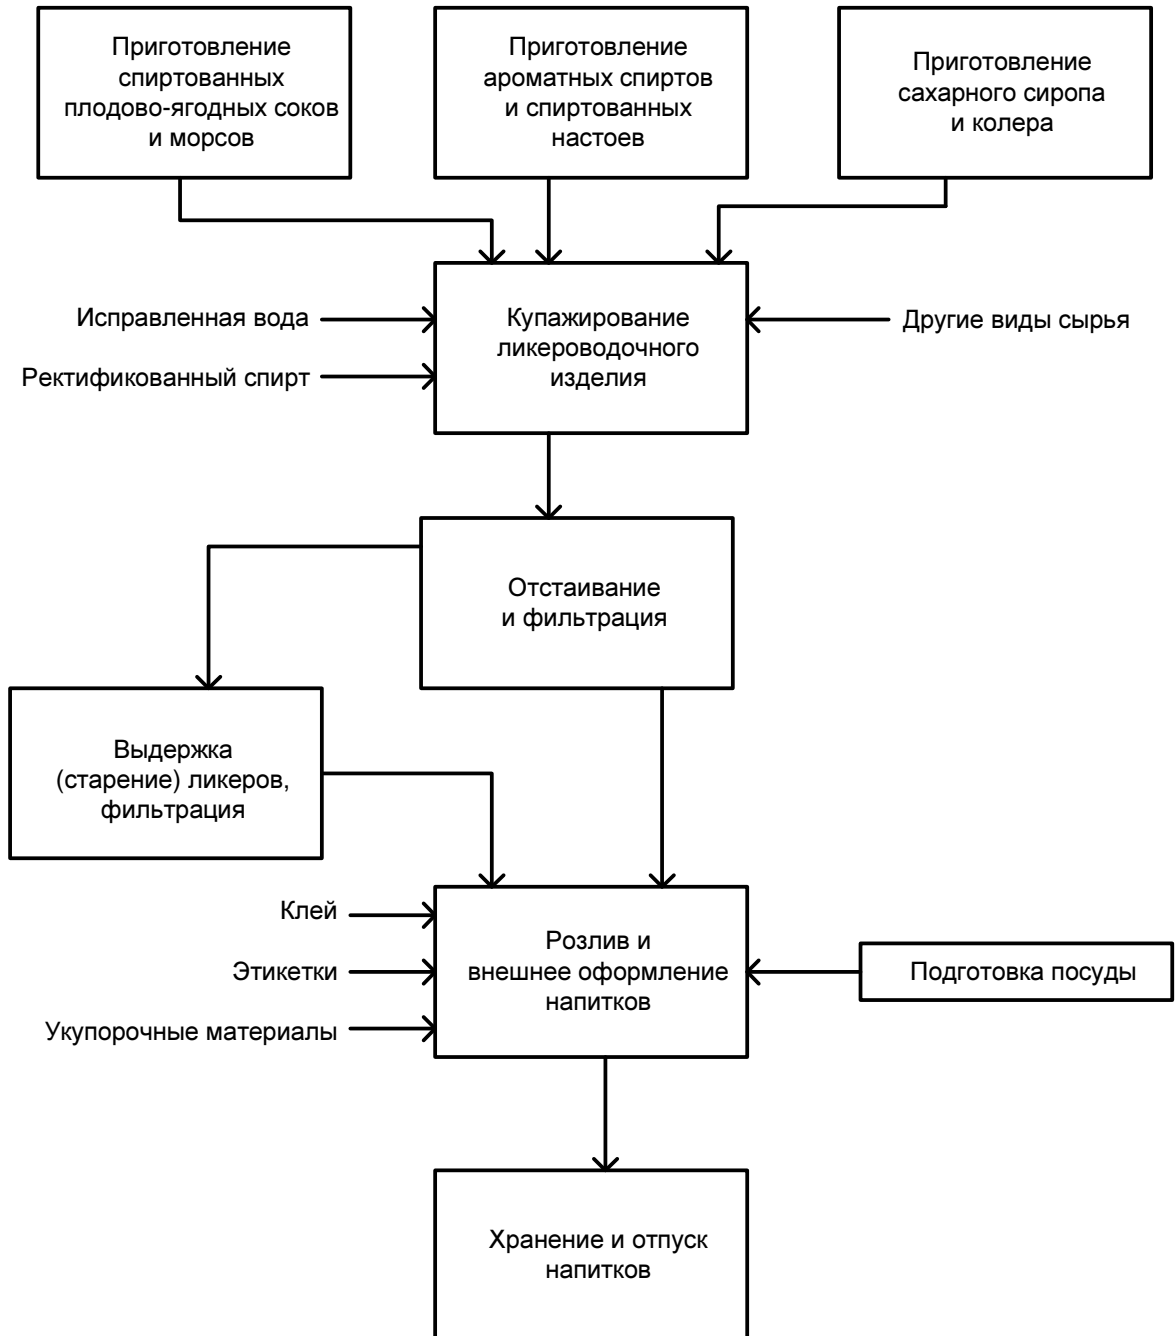 Приготовление
спиртованных
плодово-ягодных соков
и морсов
Приготовление
ароматных спиртов
и спиртованных
настоев
Приготовление
сахарного сиропа
и колера
Исправленная вода
Ректификованный спирт
Купажирование
ликероводочного
изделия
Другие виды сырья
Отстаивание
и фильтрация
Выдержка
(старение) ликеров,
фильтрация
Клей
Этикетки
Укупорочные материалы
Розлив и
внешнее оформление
напитков
Подготовка посуды
Хранение и отпуск
напитков